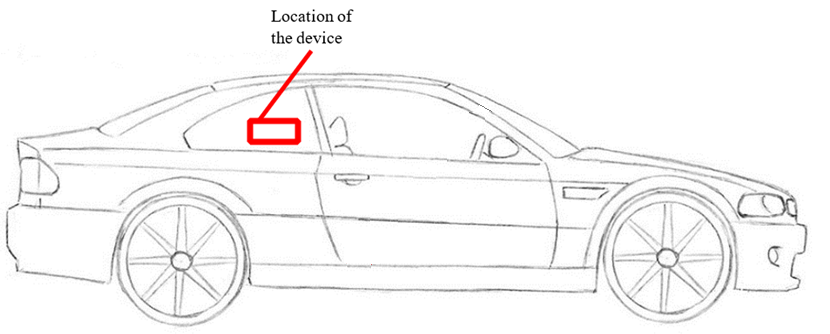 Location of
the device